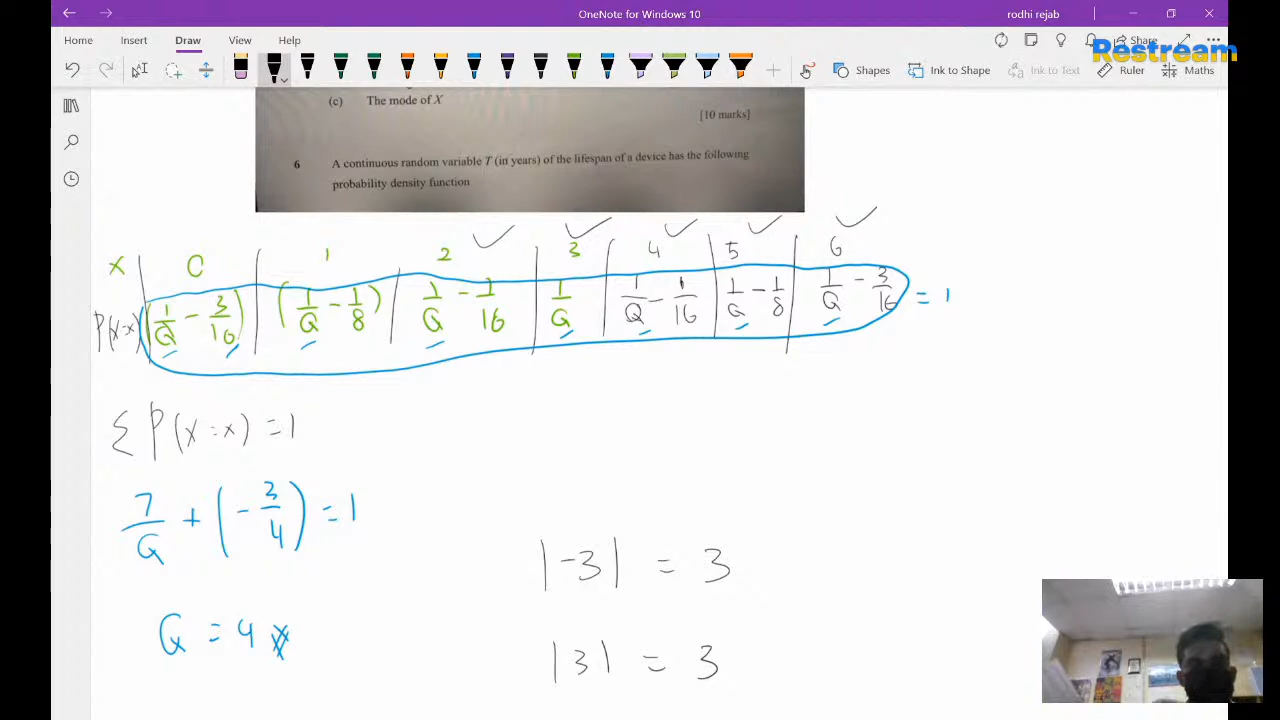 OneNote for Windows 10
rodhi rejab
Home Insert Draw View Help
Share
Restream
Shapes Ink to Shape Ink to Text Ruler Maths
(c) The mode of X
[10 marks]
6 A continuous random variable T (in years) of the lifespan of a device has the following
probability density function
x 0 1 2 3 4 5 6
P(X=x) (1/Q - 3/16) (1/Q - 1/8) 1/Q - 1/16 1/Q 1/Q - 1/16 1/Q - 1/8 1/Q - 3/16 = 1
Σ P(X=x) = 1
7/Q + (-3/4) = 1
|-3| = 3
Q = 4
|3| = 3